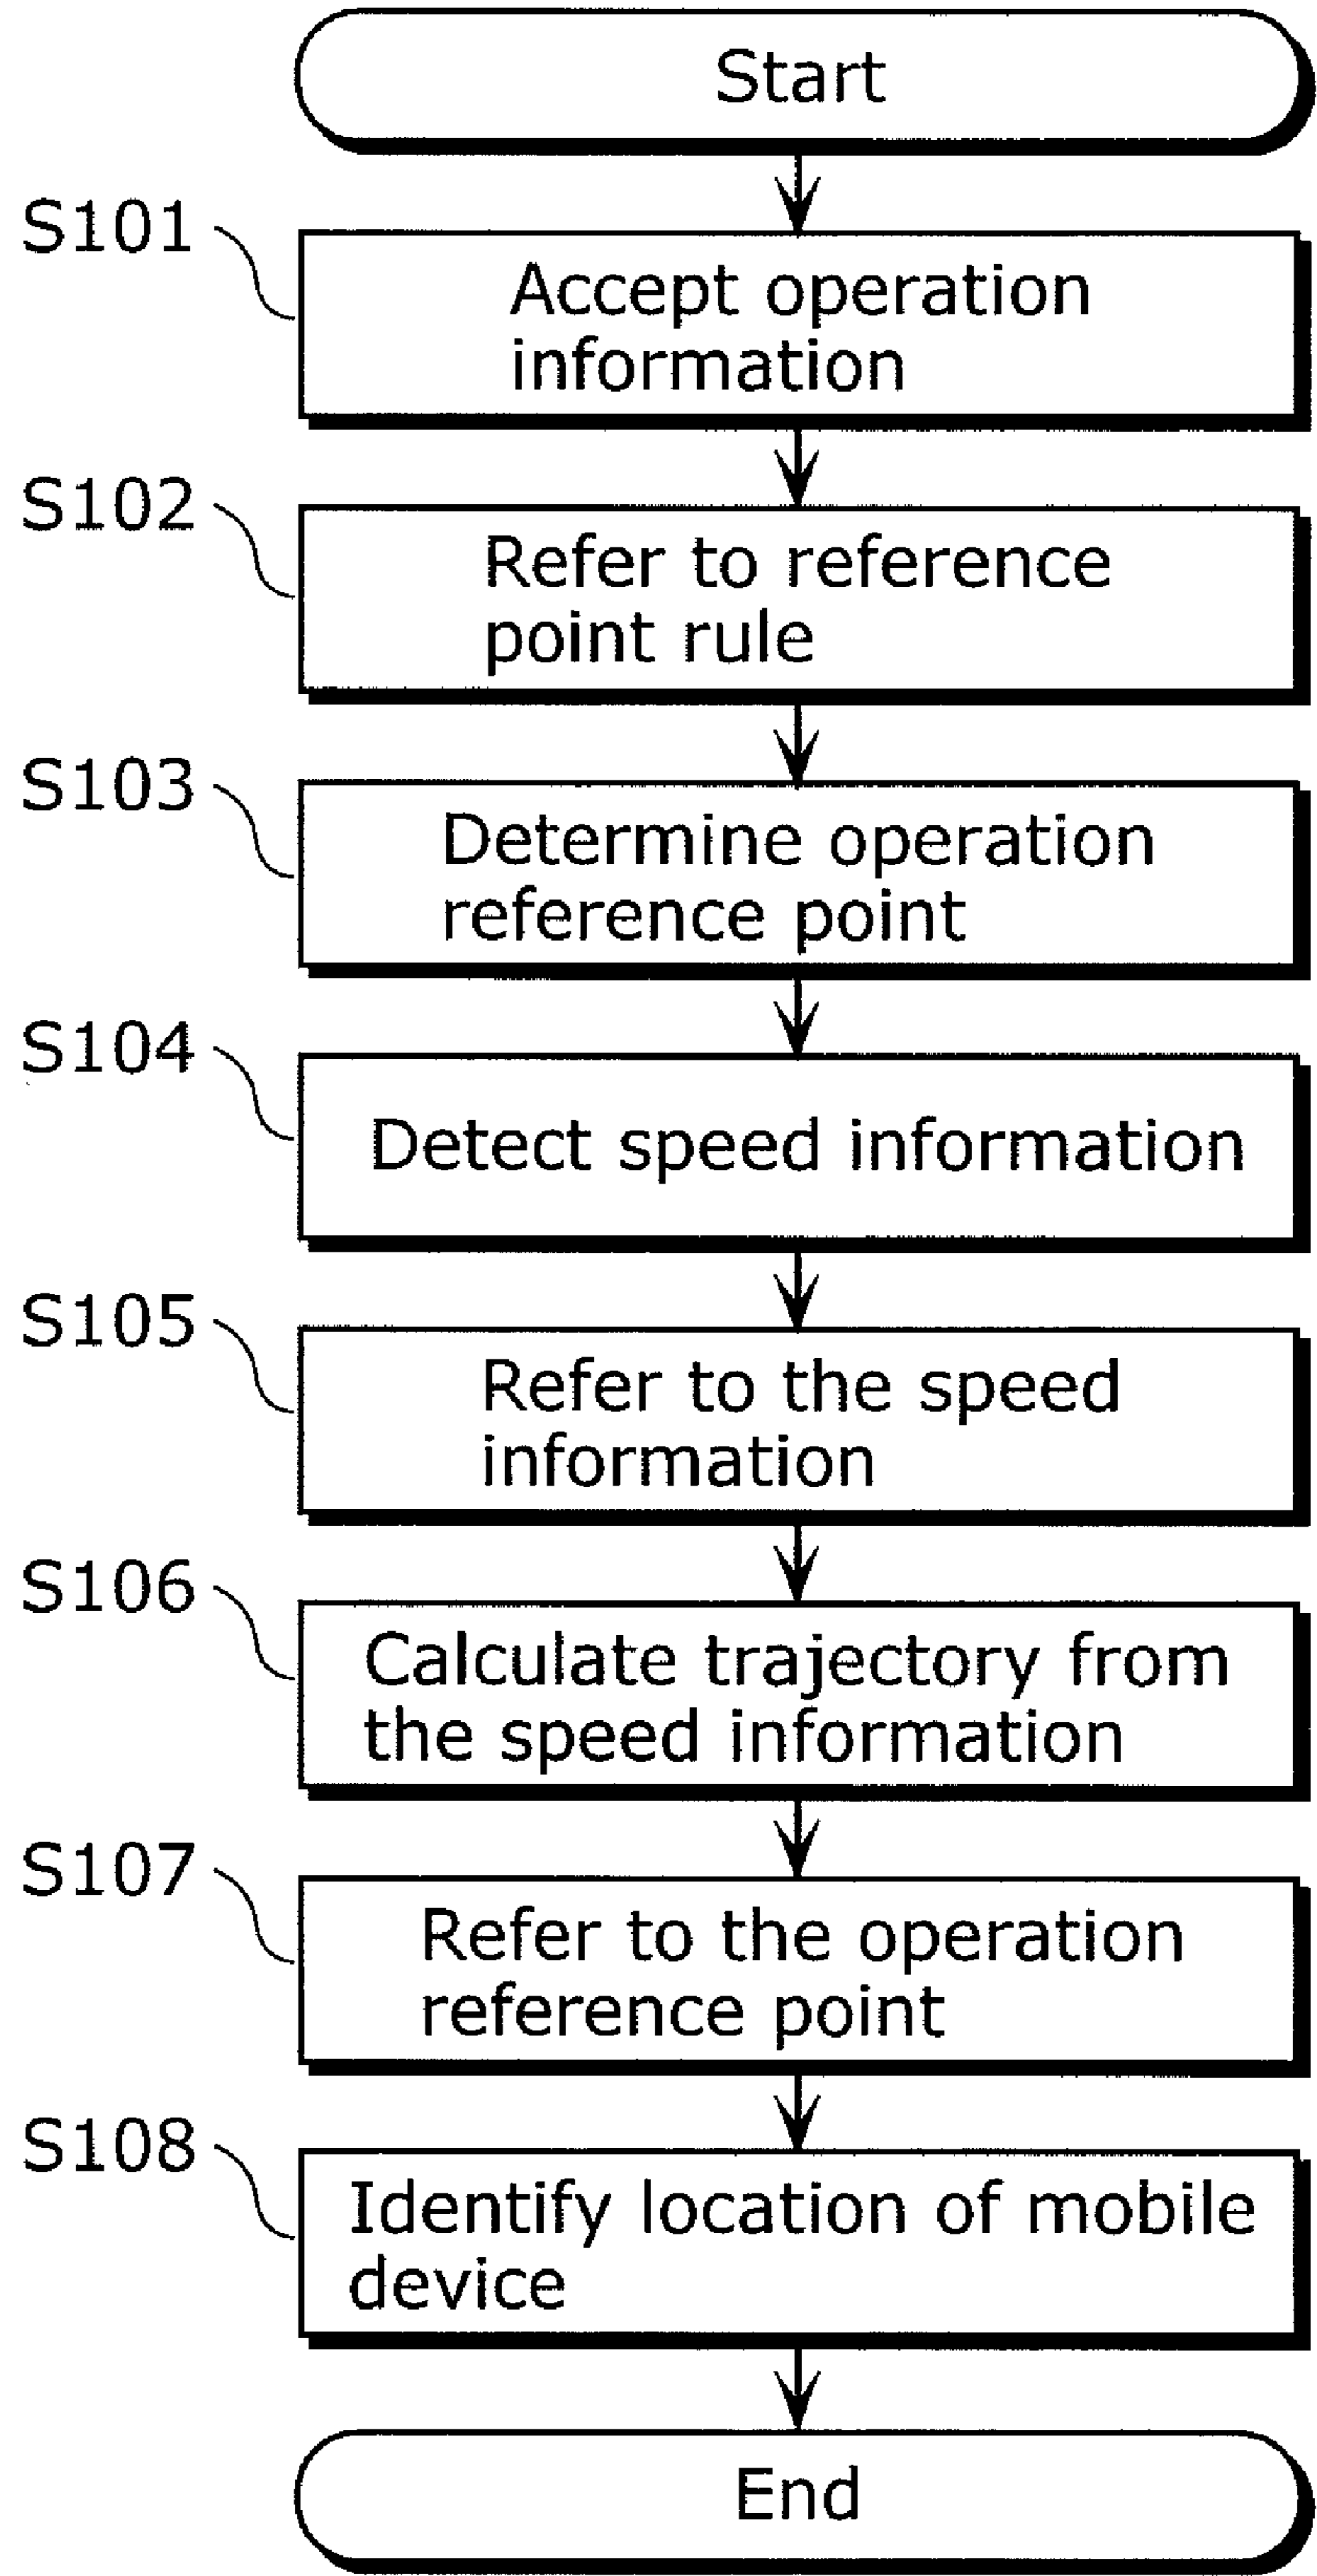 Start
S101
Accept operation
information
S102
Refer to reference
point rule
S103
Determine operation
reference point
S104
Detect speed information
S105
Refer to the speed
information
S106
Calculate trajectory from
the speed information
S107
Refer to the operation
reference point
S108
Identify location of mobile
device
End